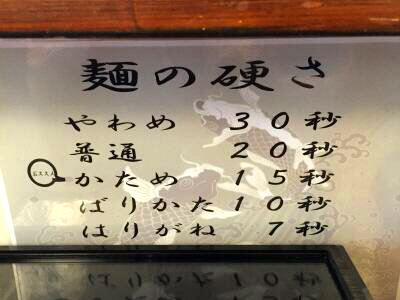 麺の硬さ
やわめ 30秒
普通 20秒
かため 15秒
ばりかた 10秒
はりがね 7秒